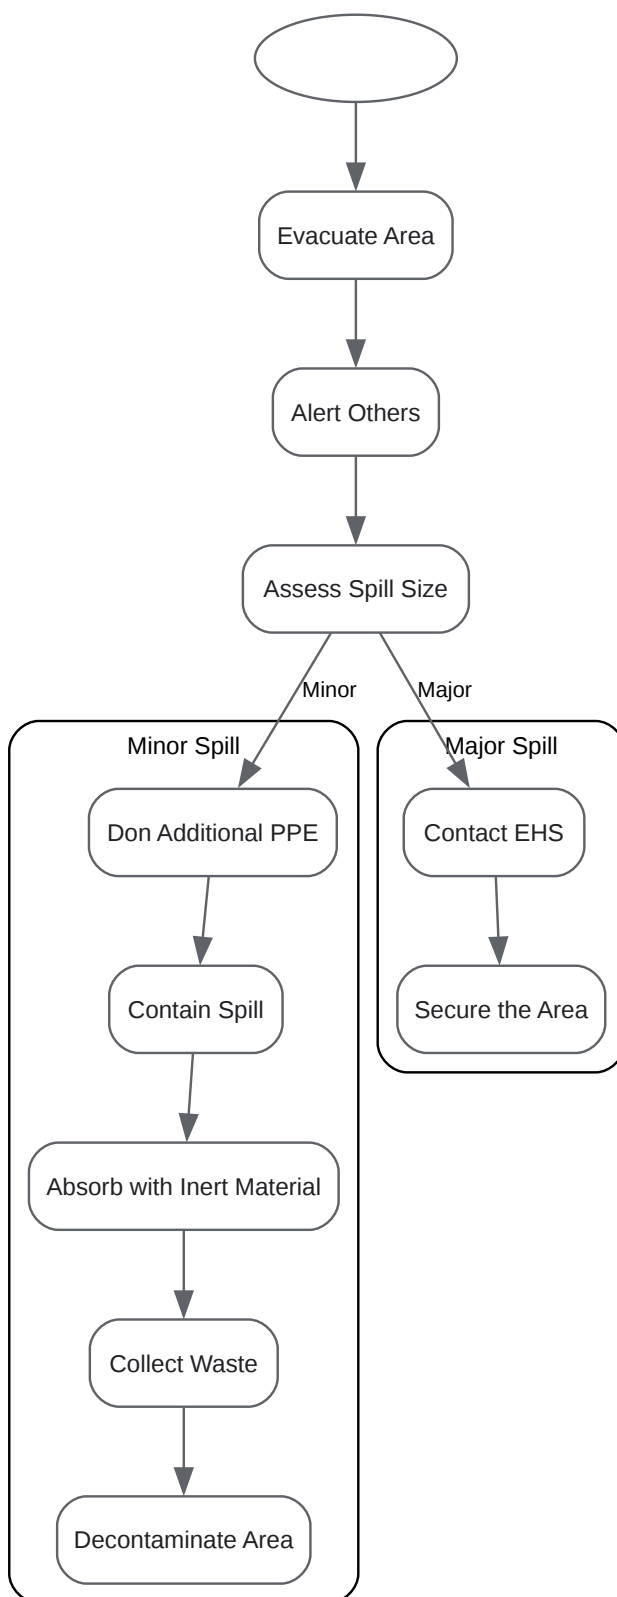 Evacuate Area
Alert Others
Assess Spill Size
Minor
Major
Minor Spill
Major Spill
Don Additional PPE
Contact EHS
Contain Spill
Secure the Area
Absorb with Inert Material
Collect Waste
Decontaminate Area